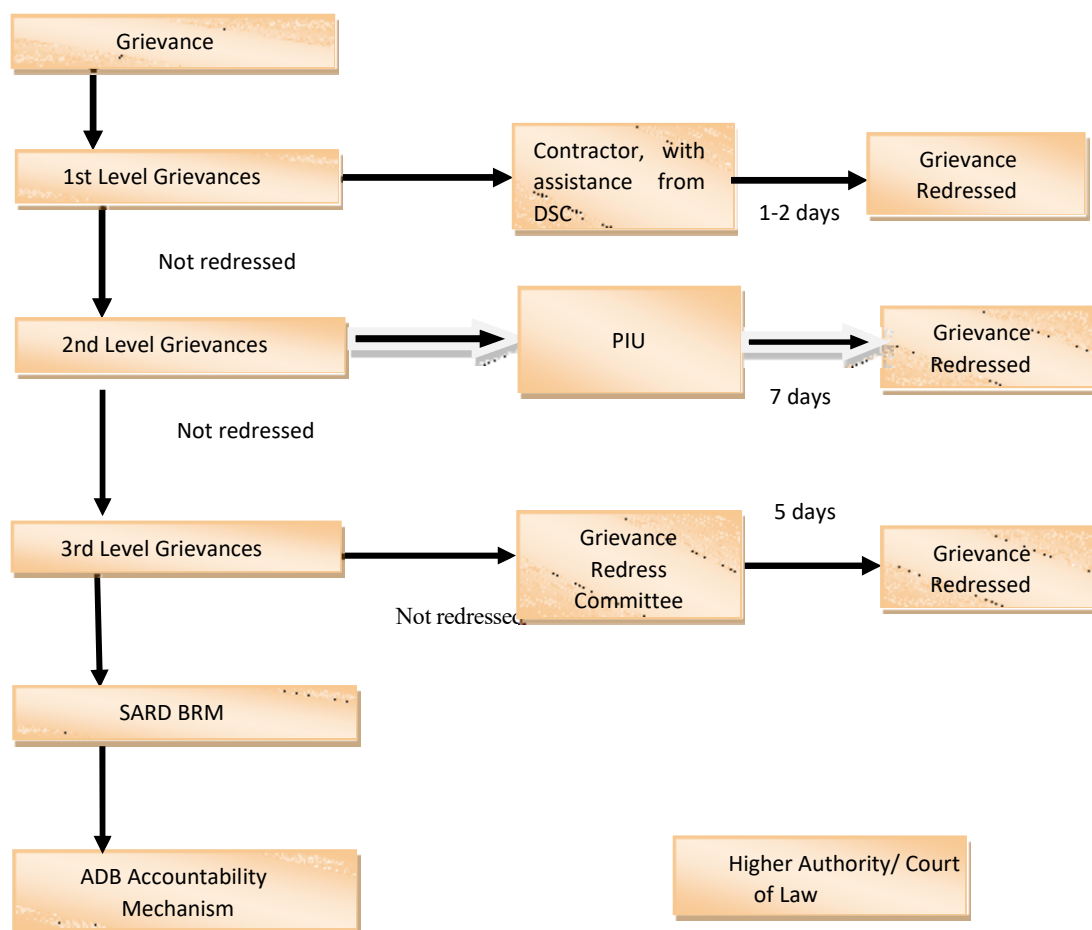 Grievance
1st Level Grievances
Contractor, with
assistance from
DSC
1-2 days
Grievance
Redressed
Not redressed
2nd Level Grievances
PIU
7 days
Grievance
Redressed
Not redressed
3rd Level Grievances
Grievance
Redress
Committee
5 days
Grievance
Redressed
Not redressed
SARD BRM
ADB Accountability
Mechanism
Higher Authority/ Court
of Law